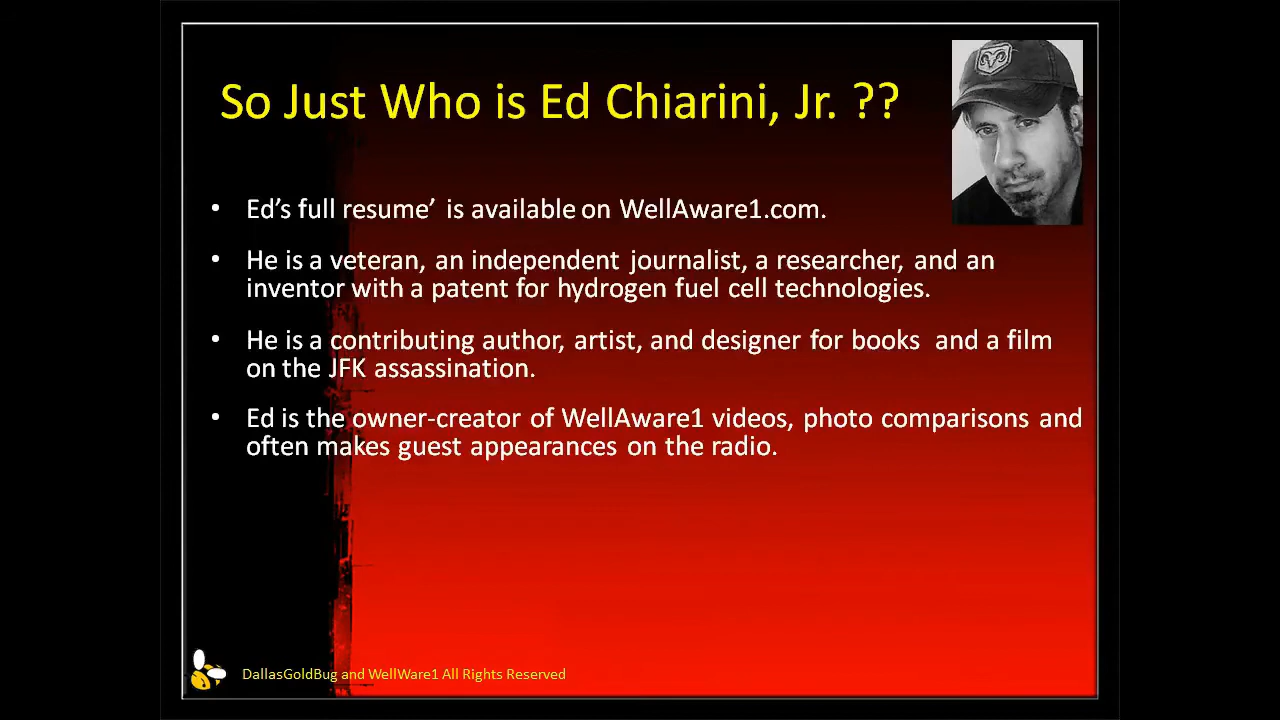 So Just Who is Ed Chiarini, Jr. ??
• Ed’s full resume’ is available on WellAware1.com.
• He is a veteran, an independent journalist, a researcher, and an
inventor with a patent for hydrogen fuel cell technologies.
• He is a contributing author, artist, and designer for books and a film
on the JFK assassination.
• Ed is the owner-creator of WellAware1 videos, photo comparisons and
often makes guest appearances on the radio.
DallasGoldBug and WellWare1 All Rights Reserved